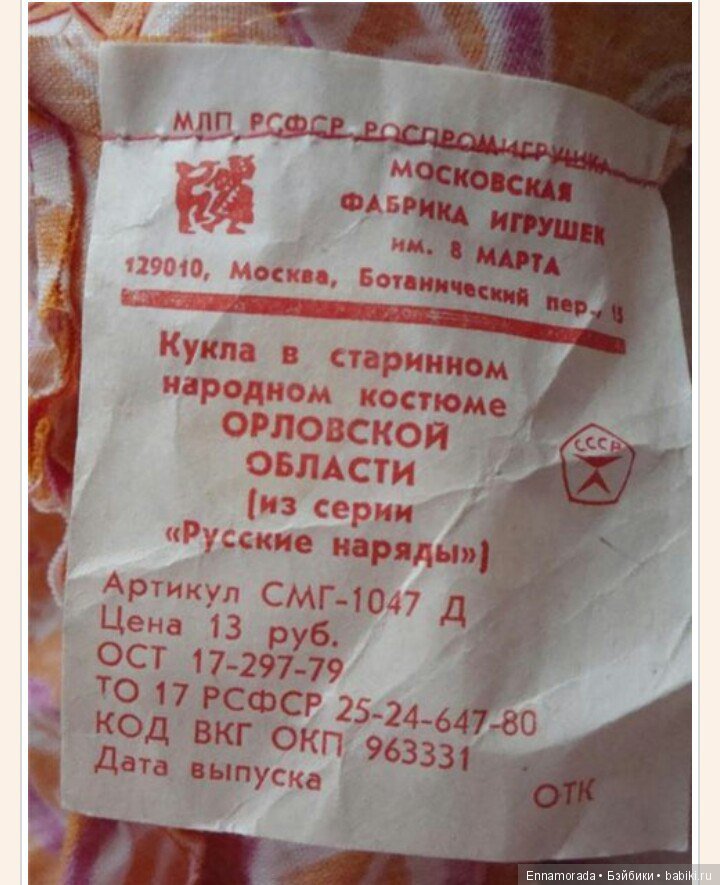 МЛП РСФСР РОСПРОМИГРУШКА
МОСКОВСКАЯ
ФАБРИКА ИГРУШЕК
им. 8 МАРТА
129010, Москва, Ботанический пер., 13
Кукла в старинном
народном костюме
ОРЛОВСКОЙ
ОБЛАСТИ
(из серии
«Русские наряды»)
СССР
Артикул СМГ-1047 Д
Цена 13 руб.
ОСТ 17-297-79
ТО 17 РСФСР 25-24-647-80
КОД ВКГ ОКП 963331
Дата выпуска
ОТК
Ennamorada • Бэйбики • babiki.ru